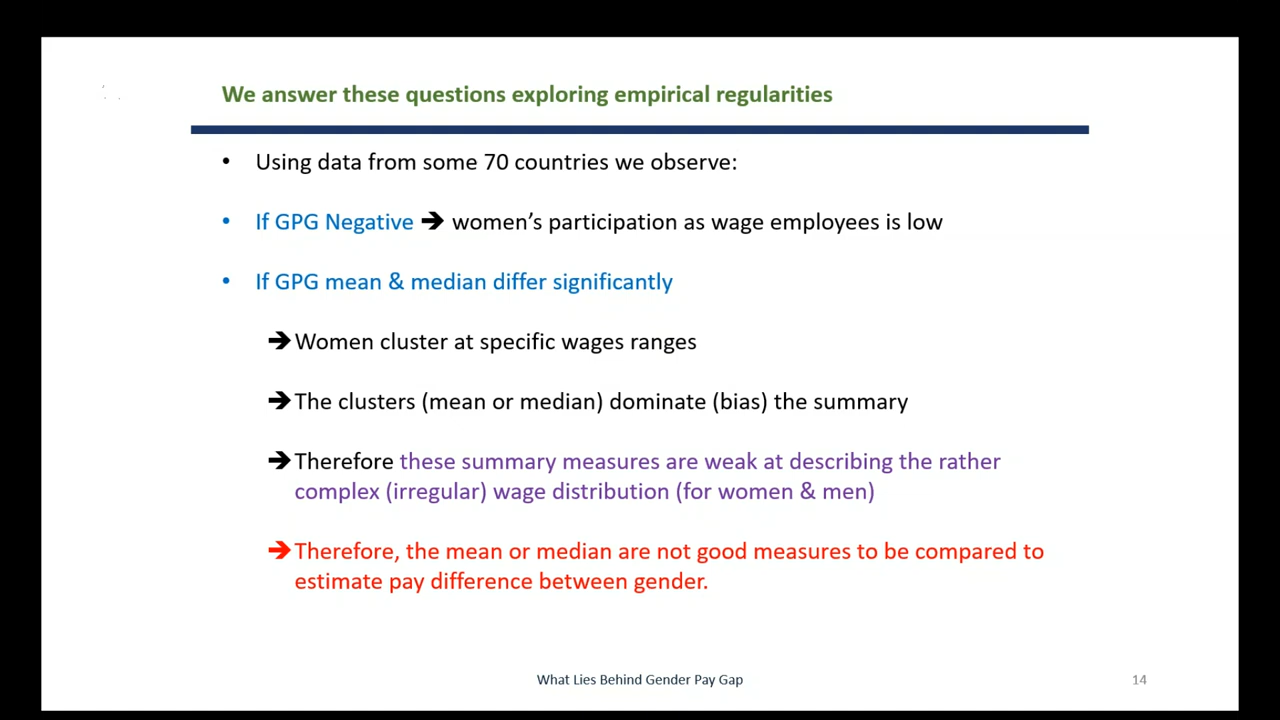 We answer these questions exploring empirical regularities
• Using data from some 70 countries we observe:
• If GPG Negative ➔ women’s participation as wage employees is low
• If GPG mean & median differ significantly
➔Women cluster at specific wages ranges
➔The clusters (mean or median) dominate (bias) the summary
➔Therefore these summary measures are weak at describing the rather
complex (irregular) wage distribution (for women & men)
➔Therefore, the mean or median are not good measures to be compared to
estimate pay difference between gender.
What Lies Behind Gender Pay Gap
14